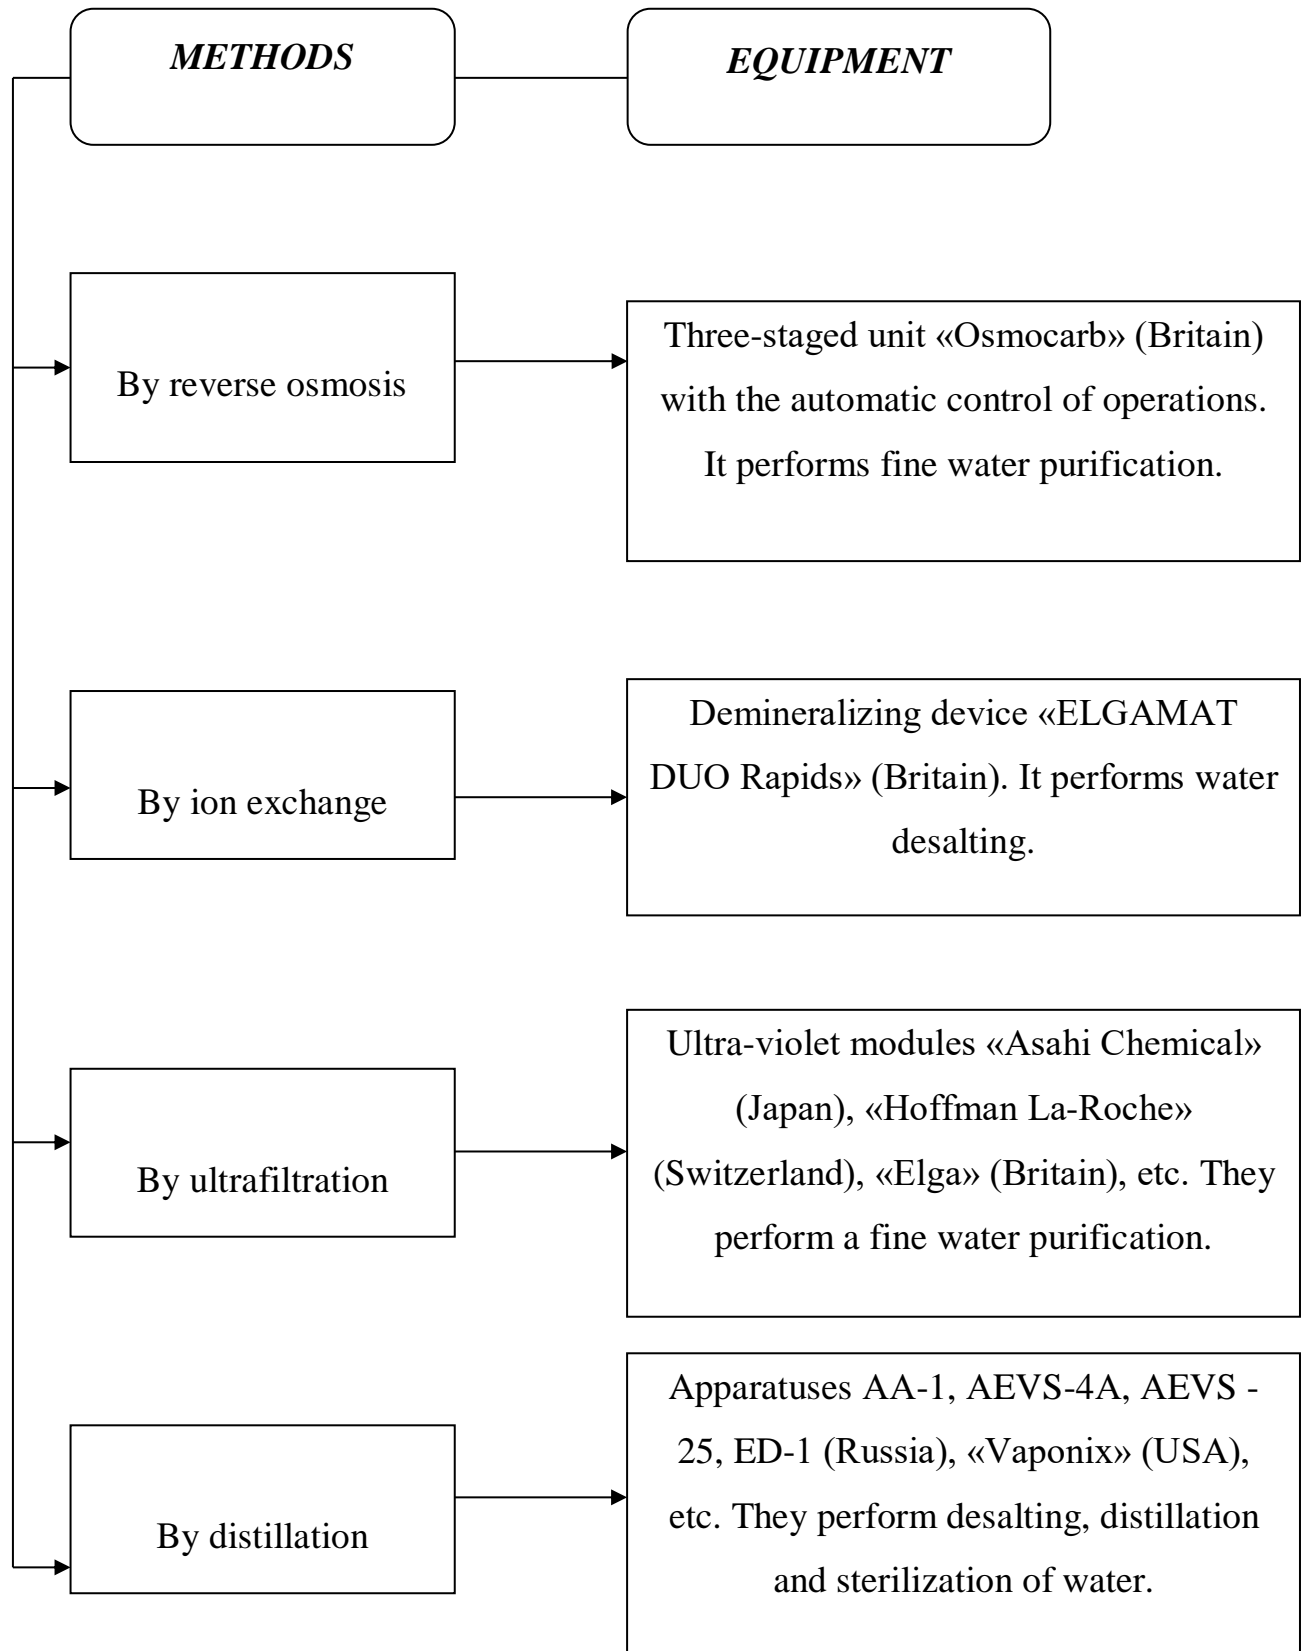 METHODS
EQUIPMENT
By reverse osmosis
Three-staged unit «Osmocarb» (Britain)
with the automatic control of operations.
It performs fine water purification.
By ion exchange
Demineralizing device «ELGAMAT
DUO Rapids» (Britain). It performs water
desalting.
By ultrafiltration
Ultra-violet modules «Asahi Chemical»
(Japan), «Hoffman La-Roche»
(Switzerland), «Elga» (Britain), etc. They
perform a fine water purification.
By distillation
Apparatuses AA-1, AEVS-4A, AEVS -
25, ED-1 (Russia), «Vaponix» (USA),
etc. They perform desalting, distillation
and sterilization of water.